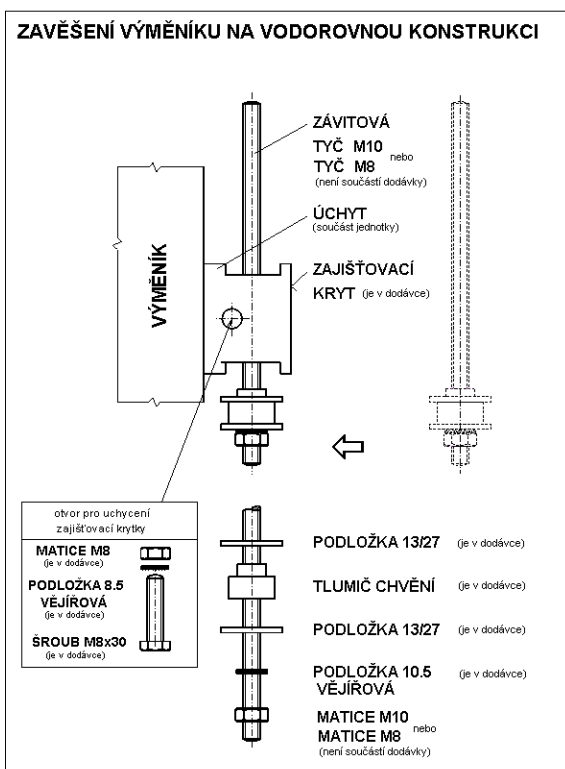 ZAVĚŠENÍ VÝMĚNÍKU NA VODOROVNOU KONSTRUKCI
ZÁVITOVÁ
TYČ M10 nebo
TYČ M8
(není součástí dodávky)
ÚCHYT
(součást jednotky)
ZAJIŠŤOVACÍ
KRYT (je v dodávce)
VÝMĚNÍK
otvor pro uchycení
zajišťovací krytky
MATICE M8
(je v dodávce)
PODLOŽKA 8.5
VĚJÍŘOVÁ
(je v dodávce)
ŠROUB M8x30
(je v dodávce)
PODLOŽKA 13/27 (je v dodávce)
TLUMIČ CHVĚNÍ (je v dodávce)
PODLOŽKA 13/27 (je v dodávce)
PODLOŽKA 10.5 (je v dodávce)
VĚJÍŘOVÁ
MATICE M10 nebo
MATICE M8
(není součástí dodávky)